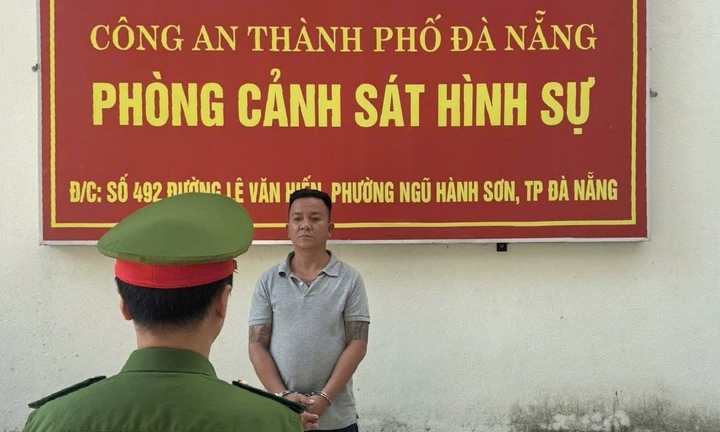 CÔNG AN THÀNH PHỐ ĐÀ NẴNG
PHÒNG CẢNH SÁT HÌNH SỰ
Đ/C: SỐ 492 ĐƯỜNG LÊ VĂN HIẾN, PHƯỜNG NGŨ HÀNH SƠN, TP ĐÀ NẴNG